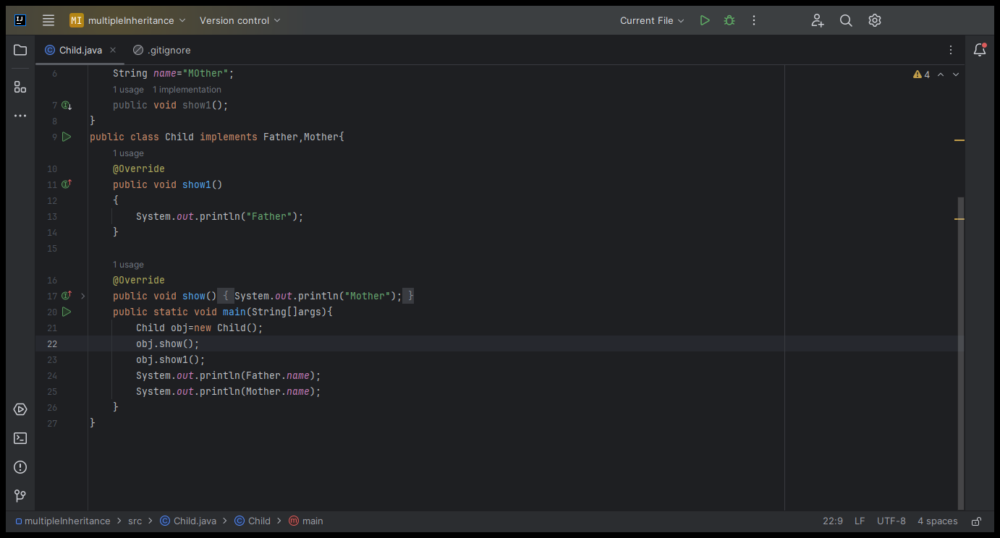 IJ MI multipleInheritance Version control Current File
Child.java .gitignore
6 String name="MOther"; 4
1 usage 1 implementation
7 public void show1();
8 }
9 public class Child implements Father,Mother{
1 usage
10 @Override
11 public void show1()
12 {
13 System.out.println("Father");
14 }
15
1 usage
16 @Override
17 public void show() { System.out.println("Mother"); }
20 public static void main(String[]args){
21 Child obj=new Child();
22 obj.show();
23 obj.show1();
24 System.out.println(Father.name);
25 System.out.println(Mother.name);
26 }
27 }
multipleInheritance > src > Child.java > Child > main 22:9 LF UTF-8 4 spaces